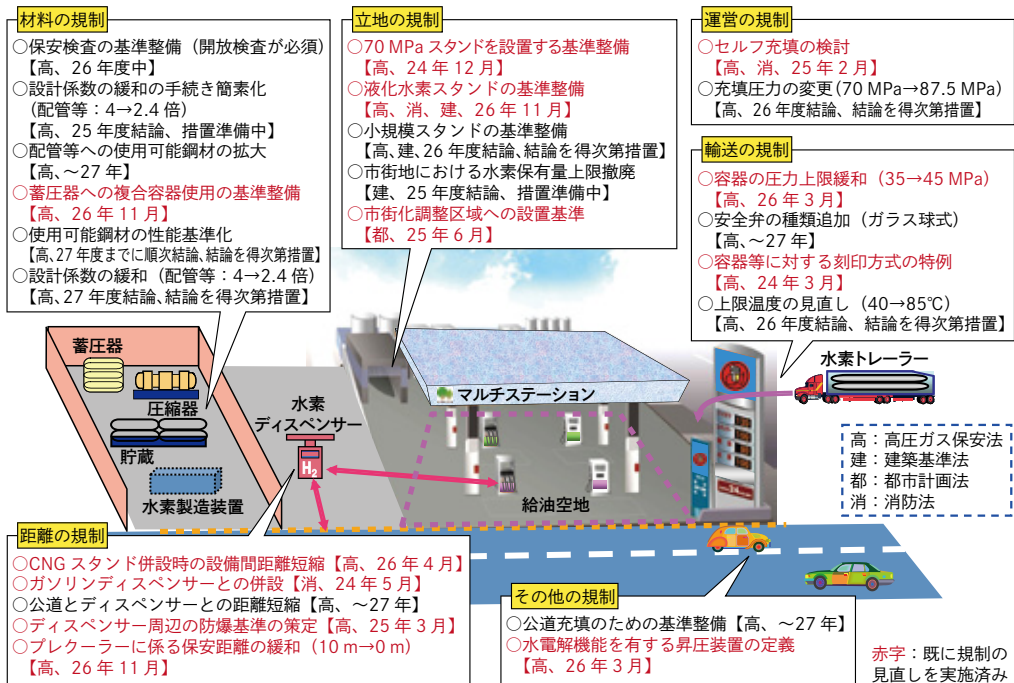 材料の規制
○保安検査の基準整備（開放検査が必須）
【高、26年度中】
○設計係数の緩和の手続き簡素化
（配管等：4→2.4倍）
【高、25年度結論、措置準備中】
○配管等への使用可能鋼材の拡大
【高、～27年】
○蓄圧器への複合容器使用の基準整備
【高、26年11月】
○使用可能鋼材の性能基準化
【高、27年度までに順次結論、結論を得次第措置】
○設計係数の緩和（配管等：4→2.4倍）
【高、27年度結論、結論を得次第措置】
立地の規制
○70 MPaスタンドを設置する基準整備
【高、24年12月】
○液化水素スタンドの基準整備
【高、消、建、26年11月】
○小規模スタンドの基準整備
【高、建、26年度結論、結論を得次第措置】
○市街地における水素保有量上限撤廃
【建、25年度結論、措置準備中】
○市街化調整区域への設置基準
【都、25年6月】
運営の規制
○セルフ充填の検討
【高、消、25年2月】
○充填圧力の変更（70 MPa→87.5 MPa）
【高、26年度結論、結論を得次第措置】
輸送の規制
○容器の圧力上限緩和（35→45 MPa）
【高、26年3月】
○安全弁の種類追加（ガラス球式）
【高、～27年】
○容器等に対する刻印方式の特例
【高、24年3月】
○上限温度の見直し（40→85℃）
【高、26年度結論、結論を得次第措置】
蓄圧器
圧縮器
貯蔵
水素製造装置
水素
ディスペンサー
H2
マルチステーション
給油空地
水素トレーラー
高：高圧ガス保安法
建：建築基準法
都：都市計画法
消：消防法
距離の規制
○CNGスタンド併設時の設備間距離短縮【高、26年4月】
○ガソリンディスペンサーとの併設【消、24年5月】
○公道とディスペンサーとの距離短縮【高、～27年】
○ディスペンサー周辺の防爆基準の策定【高、25年3月】
○プレクーラーに係る保安距離の緩和（10 m→0 m）
【高、26年11月】
その他の規制
○公道充填のための基準整備【高、～27年】
○水電解機能を有する昇圧装置の定義
【高、26年3月】
赤字：既に規制の
見直しを実施済み